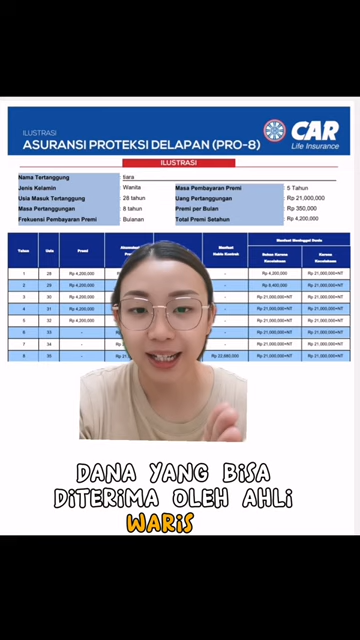 ILUSTRASI
ASURANSI PROTEKSI DELAPAN (PRO-8)
CAR
Life Insurance
ILUSTRASI
Nama Tertanggung : tiara
Jenis Kelamin : Wanita
Masa Pembayaran Premi : 5 Tahun
Usia Masuk Tertanggung : 28 tahun
Uang Pertanggungan : Rp 21,000,000
Masa Pertanggungan : 8 tahun
Premi per Bulan : Rp 350,000
Frekuensi Pembayaran Premi : Bulanan
Total Premi Setahun : Rp 4,200,000
Tahun Usia Premi
1 28 Rp 4,200,000 - Rp 4,200,000 Rp 21,000,000+NT
2 29 Rp 4,200,000 - Rp 8,400,000 Rp 21,000,000+NT
3 30 Rp 4,200,000 - Rp 21,000,000+NT Rp 21,000,000+NT
4 31 Rp 4,200,000 - Rp 21,000,000+NT Rp 21,000,000+NT
5 32 Rp 4,200,000 - Rp 21,000,000+NT Rp 21,000,000+NT
6 33 - Rp 21,000,000+NT Rp 21,000,000+NT
7 34 - Rp 21,000,000+NT Rp 21,000,000+NT
8 35 - Rp 22,680,000 Rp 21,000,000+NT Rp 21,000,000+NT
DANA YANG BISA
DITERIMA OLEH AHLI
WARIS